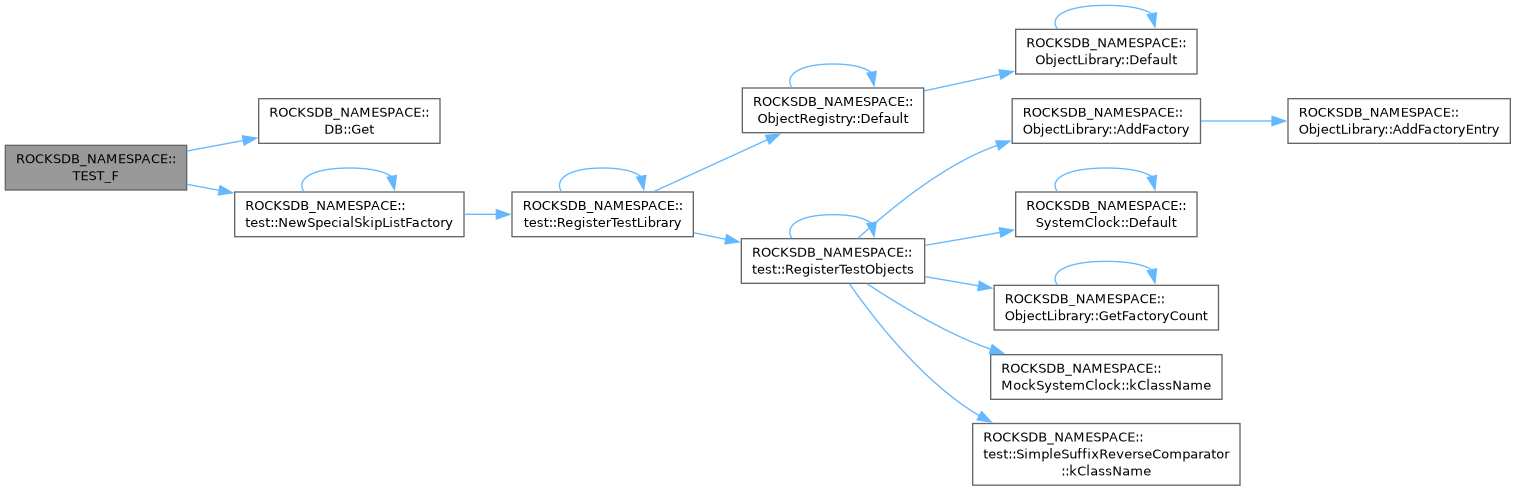 ROCKSDB_NAMESPACE::
TEST_F
ROCKSDB_NAMESPACE::
DB::Get
ROCKSDB_NAMESPACE::
test::NewSpecialSkipListFactory
ROCKSDB_NAMESPACE::
test::RegisterTestLibrary
ROCKSDB_NAMESPACE::
ObjectRegistry::Default
ROCKSDB_NAMESPACE::
ObjectLibrary::Default
ROCKSDB_NAMESPACE::
test::RegisterTestObjects
ROCKSDB_NAMESPACE::
ObjectLibrary::AddFactory
ROCKSDB_NAMESPACE::
ObjectLibrary::AddFactoryEntry
ROCKSDB_NAMESPACE::
SystemClock::Default
ROCKSDB_NAMESPACE::
ObjectLibrary::GetFactoryCount
ROCKSDB_NAMESPACE::
MockSystemClock::kClassName
ROCKSDB_NAMESPACE::
test::SimpleSuffixReverseComparator
::kClassName